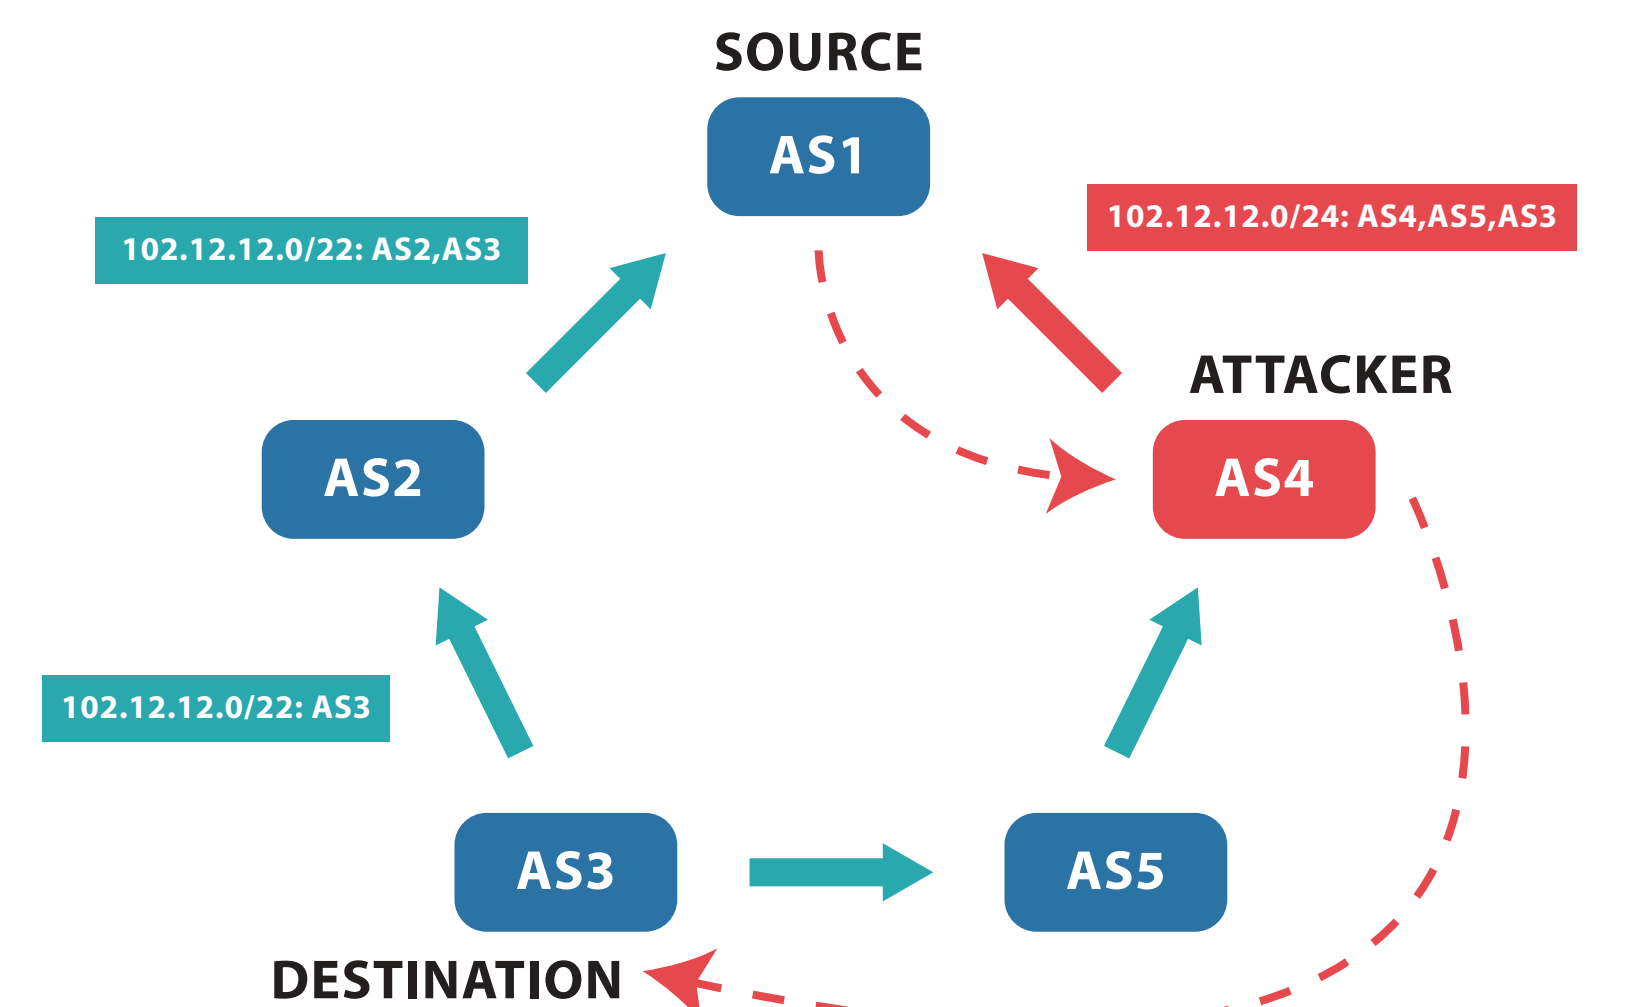 SOURCE
AS1
102.12.12.0/24: AS4,AS5,AS3
102.12.12.0/22: AS2,AS3
ATTACKER
AS2
AS4
102.12.12.0/22: AS3
AS3
AS5
DESTINATION